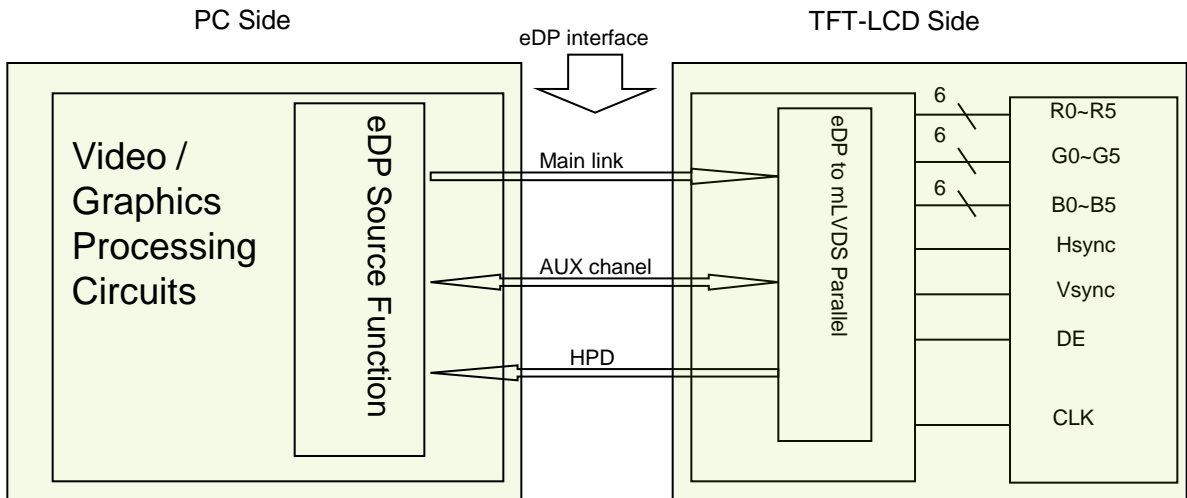 PC Side
eDP interface
TFT-LCD Side
Video /
Graphics
Processing
Circuits
eDP Source Function
Main link
AUX chanel
HPD
eDP to mLVDS Parallel
6
R0~R5
6
G0~G5
6
B0~B5
Hsync
Vsync
DE
CLK